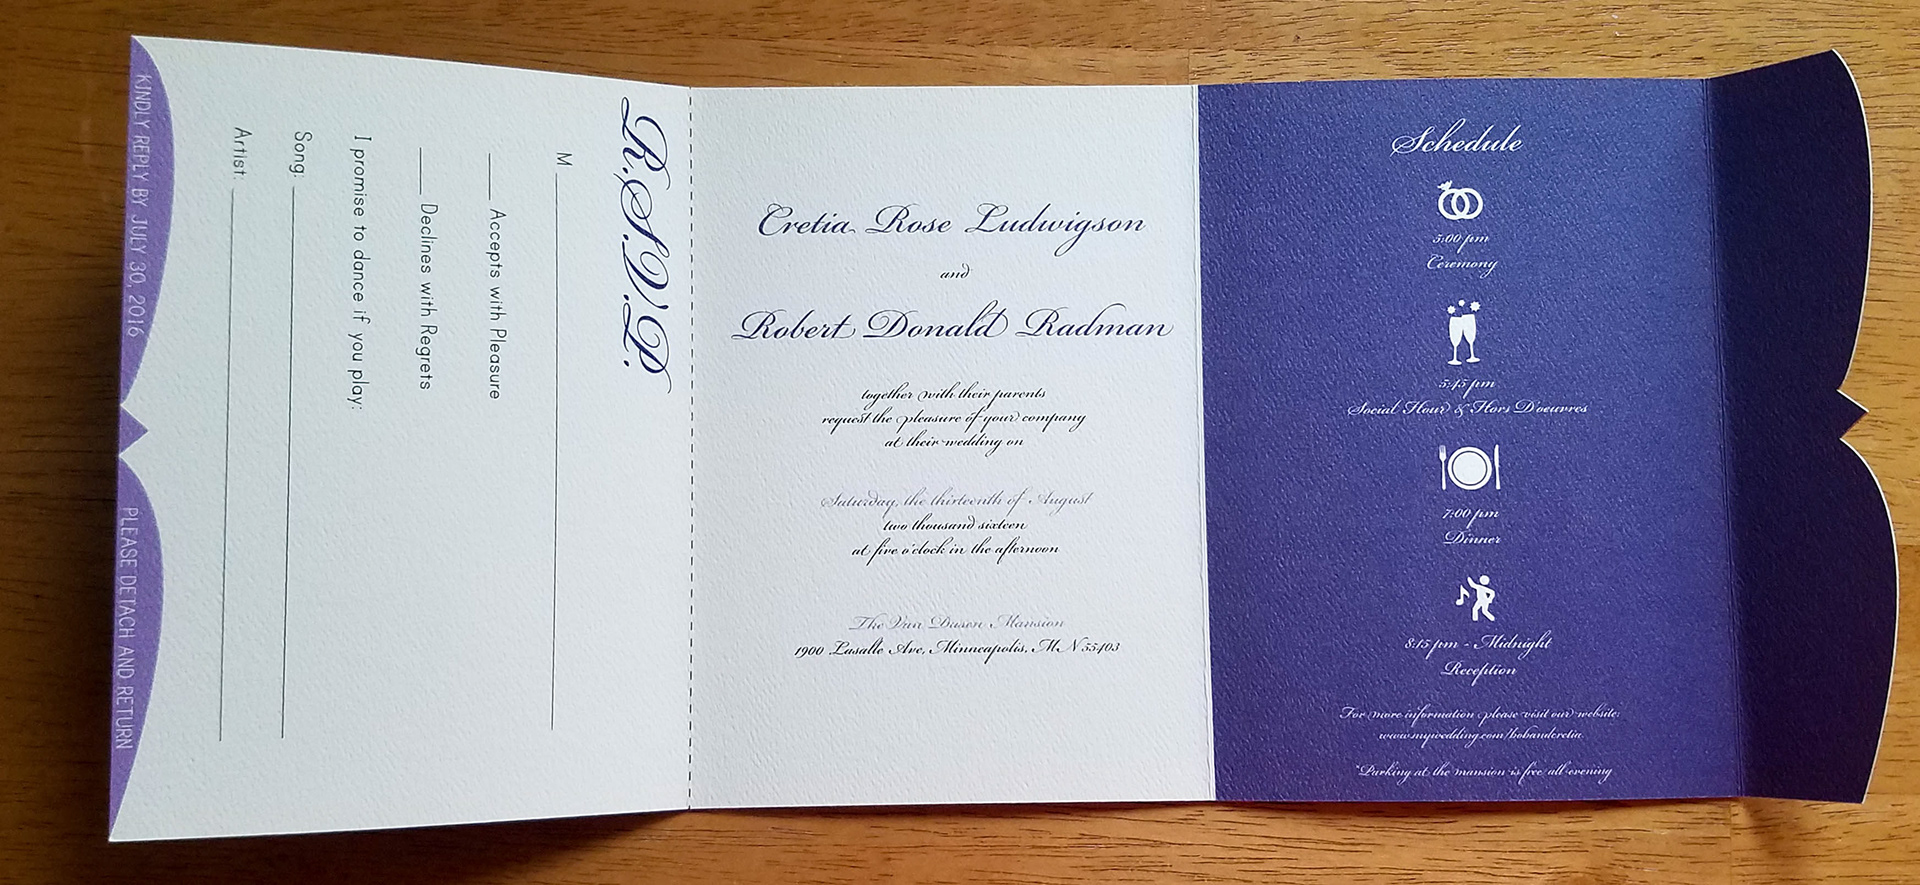 R.S.V.P.
M
Accepts with Pleasure
Declines with Regrets
I promise to dance if you play:
Song:
Artist:
KINDLY REPLY BY JULY 30, 2016
PLEASE DETACH AND RETURN
Cretia Rose Ludwigson
and
Robert Donald Radman
together with their parents
request the pleasure of your company
at their wedding on
Saturday, the thirteenth of August
two thousand sixteen
at five o'clock in the afternoon
The Van Dusen Mansion
1900 Lasalle Ave, Minneapolis, MN 55403
Schedule
5:00 pm
Ceremony
5:45 pm
Social Hour & Hors D'oeuvres
7:00 pm
Dinner
8:15 pm - Midnight
Reception
For more information please visit our website:
www.mywedding.com/bobandcretia
*Parking at the mansion is free all evening